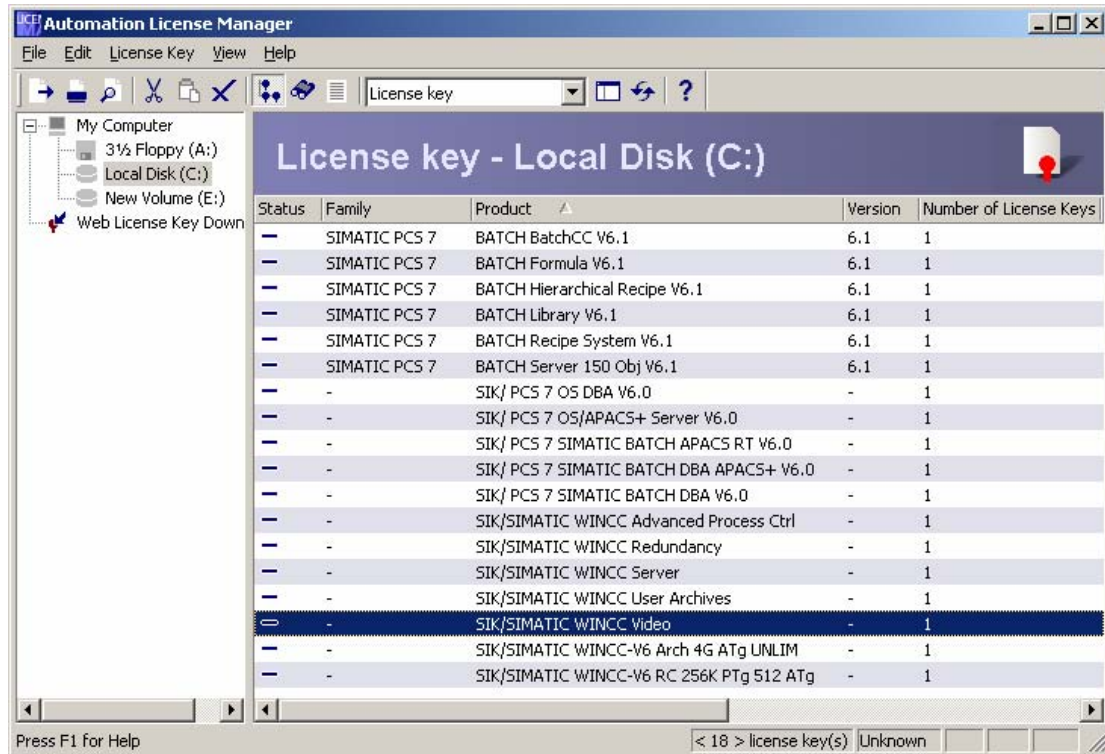 Automation License Manager
File Edit License Key View Help
License key
My Computer
3½ Floppy (A:)
Local Disk (C:)
New Volume (E:)
Web License Key Down
License key - Local Disk (C:)
Status Family Product Version Number of License Keys
SIMATIC PCS 7 BATCH BatchCC V6.1 6.1 1
SIMATIC PCS 7 BATCH Formula V6.1 6.1 1
SIMATIC PCS 7 BATCH Hierarchical Recipe V6.1 6.1 1
SIMATIC PCS 7 BATCH Library V6.1 6.1 1
SIMATIC PCS 7 BATCH Recipe System V6.1 6.1 1
SIMATIC PCS 7 BATCH Server 150 Obj V6.1 6.1 1
- SIK/ PCS 7 OS DBA V6.0 - 1
- SIK/ PCS 7 OS/APACS+ Server V6.0 - 1
- SIK/ PCS 7 SIMATIC BATCH APACS RT V6.0 - 1
- SIK/ PCS 7 SIMATIC BATCH DBA APACS+ V6.0 - 1
- SIK/ PCS 7 SIMATIC BATCH DBA V6.0 - 1
- SIK/SIMATIC WINCC Advanced Process Ctrl - 1
- SIK/SIMATIC WINCC Redundancy - 1
- SIK/SIMATIC WINCC Server - 1
- SIK/SIMATIC WINCC User Archives - 1
- SIK/SIMATIC WINCC Video - 1
- SIK/SIMATIC WINCC-V6 Arch 4G ATg UNLIM - 1
- SIK/SIMATIC WINCC-V6 RC 256K PTg 512 ATg - 1
Press F1 for Help < 18 > license key(s) Unknown